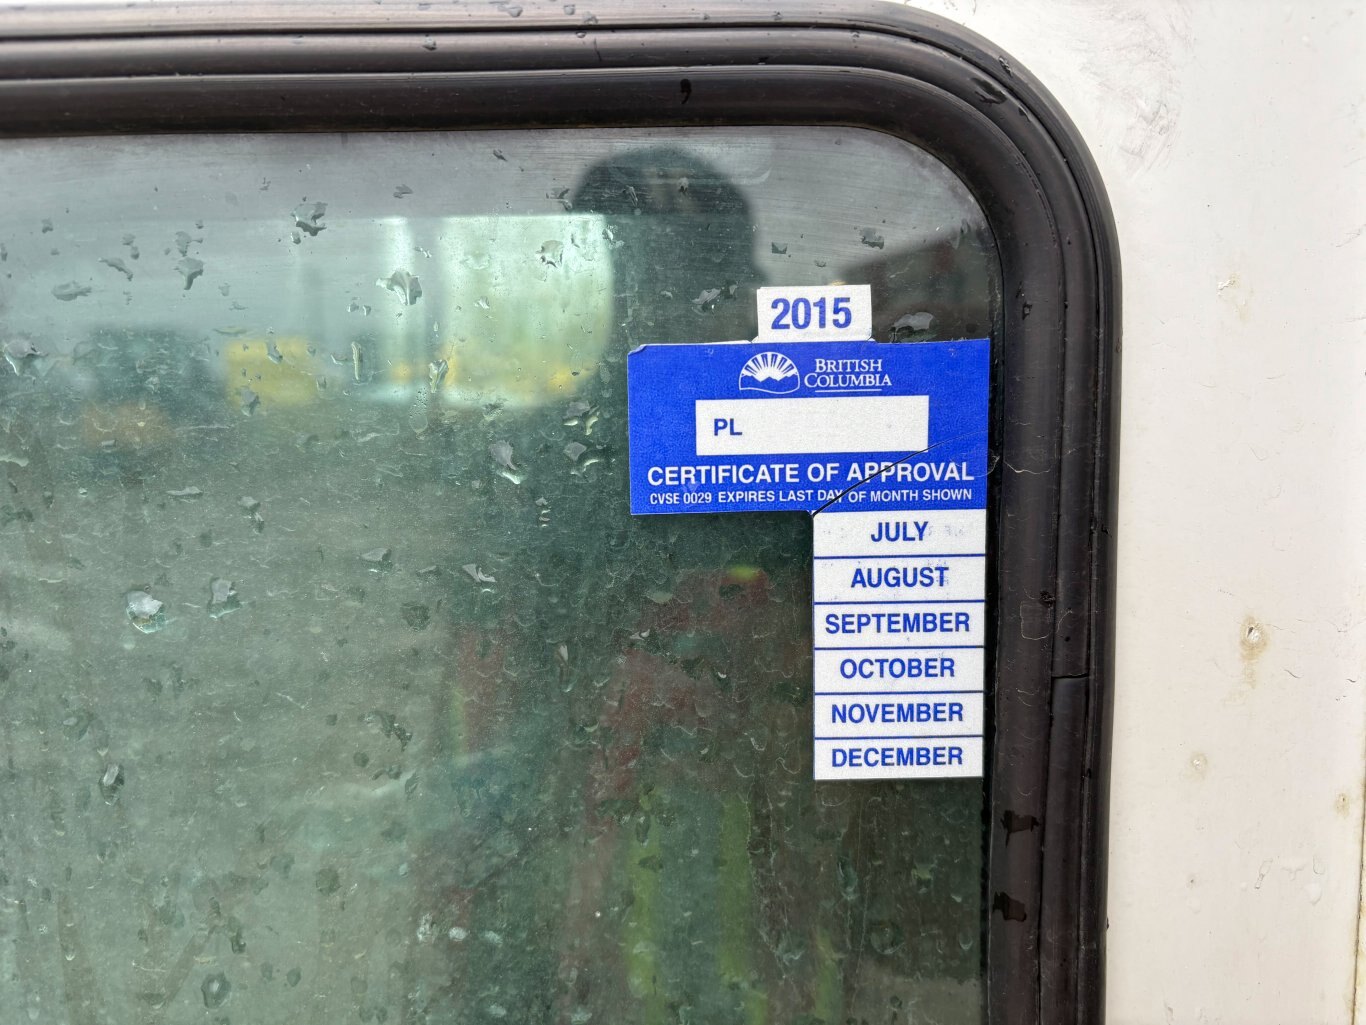 2015
BRITISH
COLUMBIA
PL
CERTIFICATE OF APPROVAL
CVSE 0029 EXPIRES LAST DAY OF MONTH SHOWN
JULY
AUGUST
SEPTEMBER
OCTOBER
NOVEMBER
DECEMBER